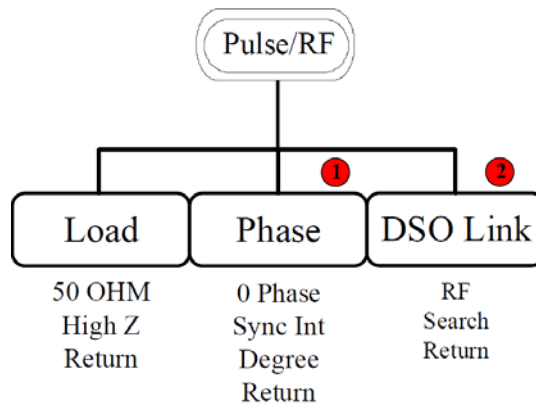 Pulse/RF
1
2
Load
Phase
DSO Link
50 OHM
High Z
Return
0 Phase
Sync Int
Degree
Return
RF
Search
Return